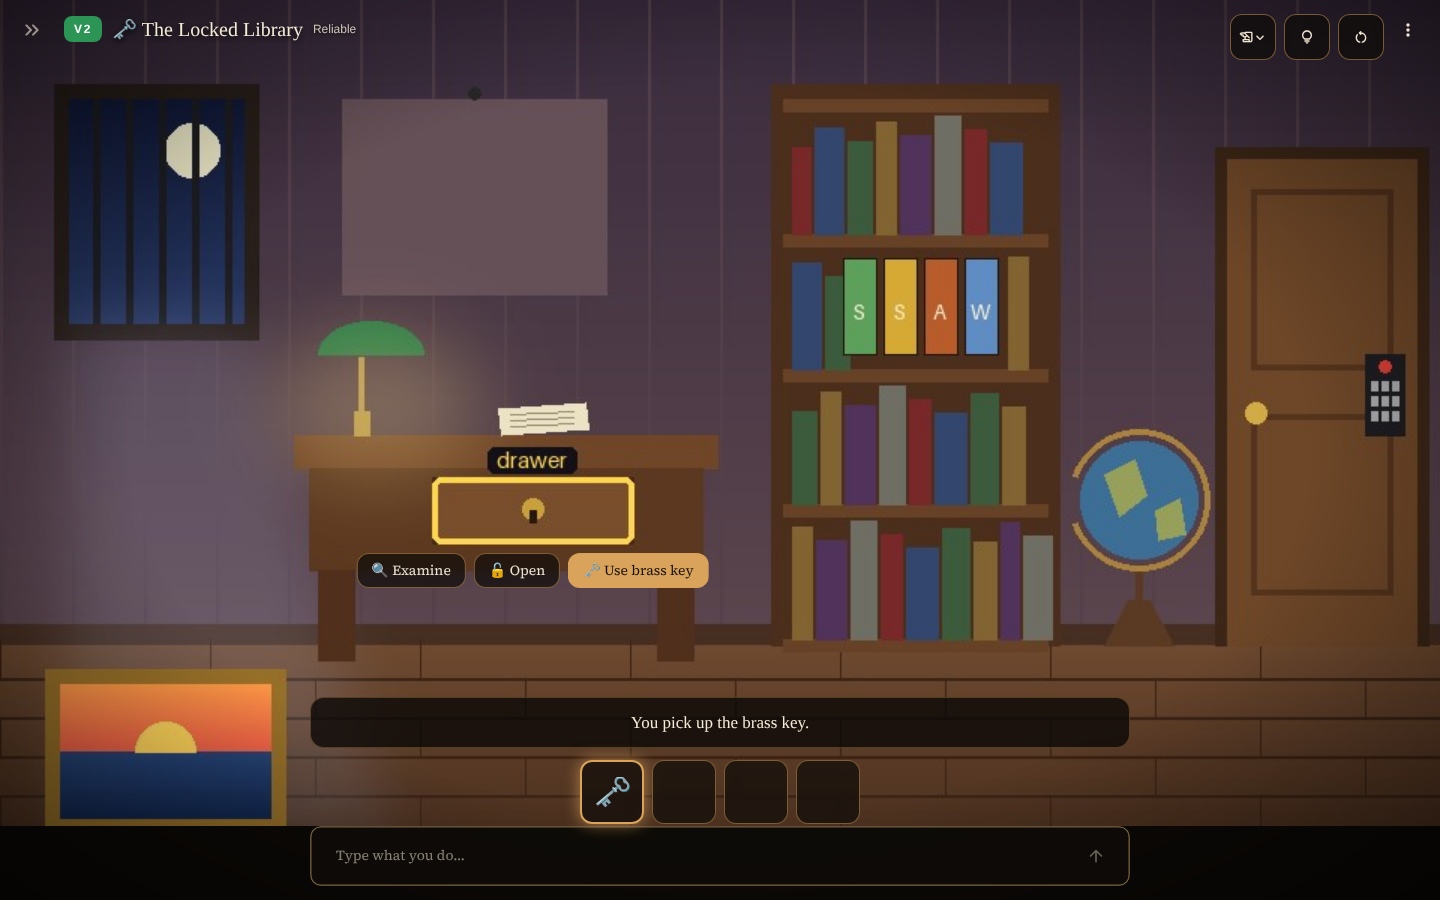 V2 The Locked Library Reliable
S S A W
drawer
Examine Open Use brass key
You pick up the brass key.
Type what you do...